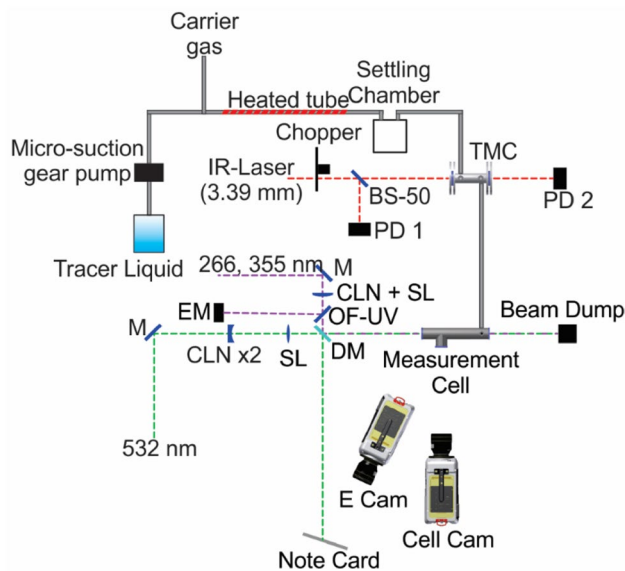 Carrier
gas
Settling
Chamber
Heated tube
Chopper
TMC
Micro-suction
gear pump
IR-Laser
(3.39 mm)
BS-50
PD 2
PD 1
Tracer Liquid
266, 355 nm
M
CLN + SL
EM
OF-UV
Beam Dump
M
DM
CLN x2
SL
Measurement
Cell
532 nm
E Cam
Cell Cam
Note Card